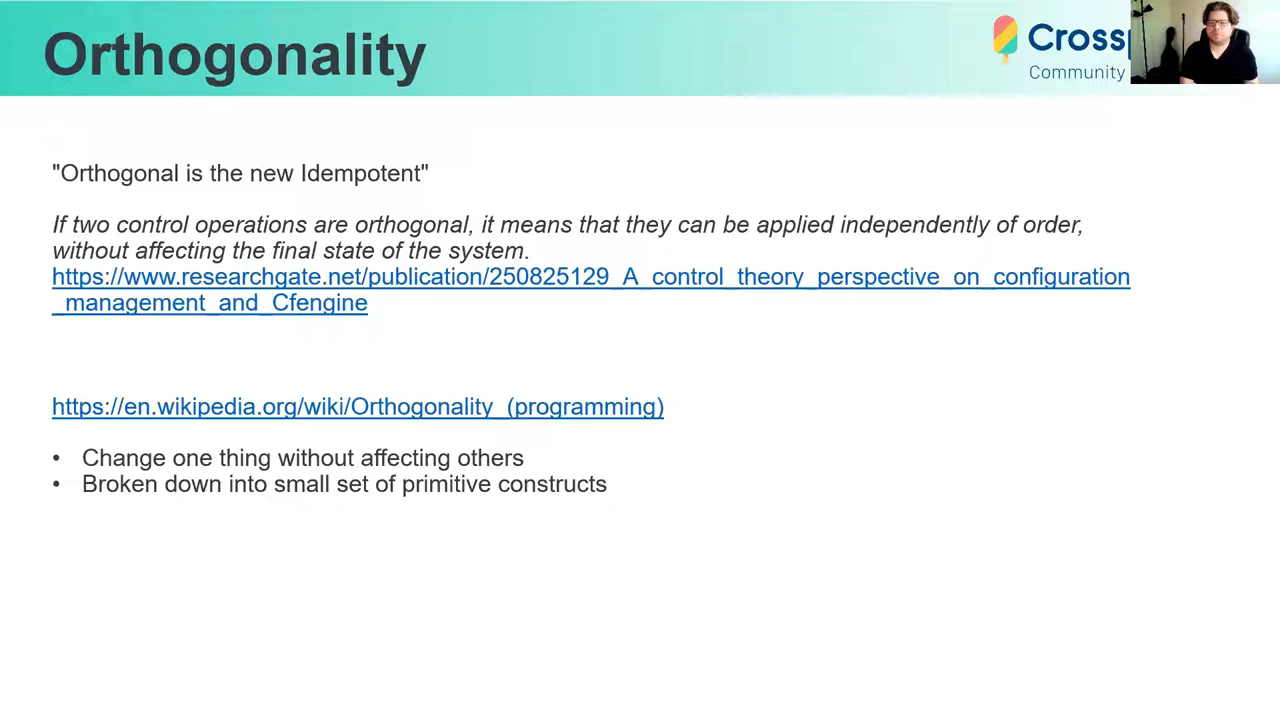 Orthogonality
Cross
Community
"Orthogonal is the new Idempotent"
If two control operations are orthogonal, it means that they can be applied independently of order,
without affecting the final state of the system.
https://www.researchgate.net/publication/250825129_A_control_theory_perspective_on_configuration
_management_and_Cfengine
https://en.wikipedia.org/wiki/Orthogonality_(programming)
• Change one thing without affecting others
• Broken down into small set of primitive constructs